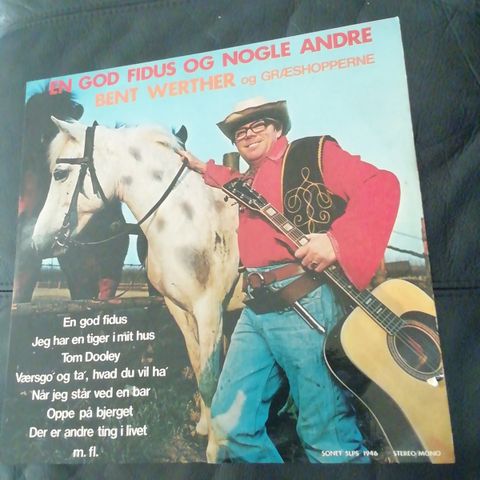 EN GOD FIDUS OG NOGLE ANDRE
BENT WERTHER og GRÆSHOPPERNE
En god fidus
Jeg har en tiger i mit hus
Tom Dooley
Værsgo' og ta', hvad du vil ha'
Når jeg står ved en bar
Oppe på bjerget
Der er andre ting i livet
m. fl.
SONET SLPS 1946 STEREO/MONO